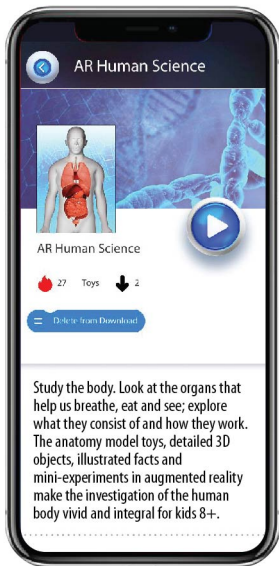 AR Human Science
AR Human Science
27 Toys 2
Delete from Download
Study the body. Look at the organs that
help us breathe, eat and see; explore
what they consist of and how they work.
The anatomy model toys, detailed 3D
objects, illustrated facts and
mini-experiments in augmented reality
make the investigation of the human
body vivid and integral for kids 8+.